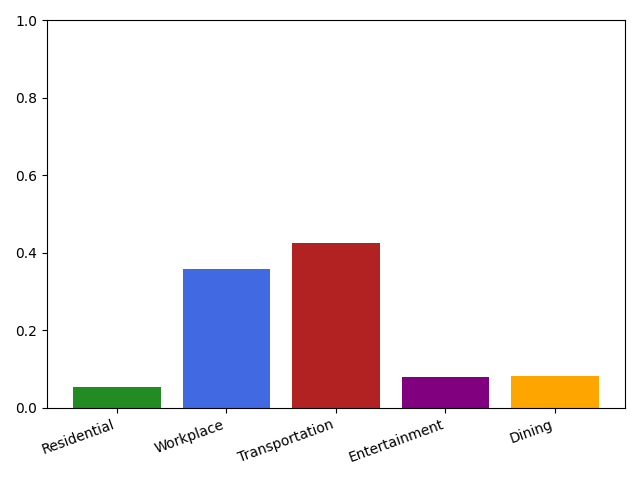 1.0
0.8
0.6
0.4
0.2
0.0
Residential
Workplace
Transportation
Entertainment
Dining